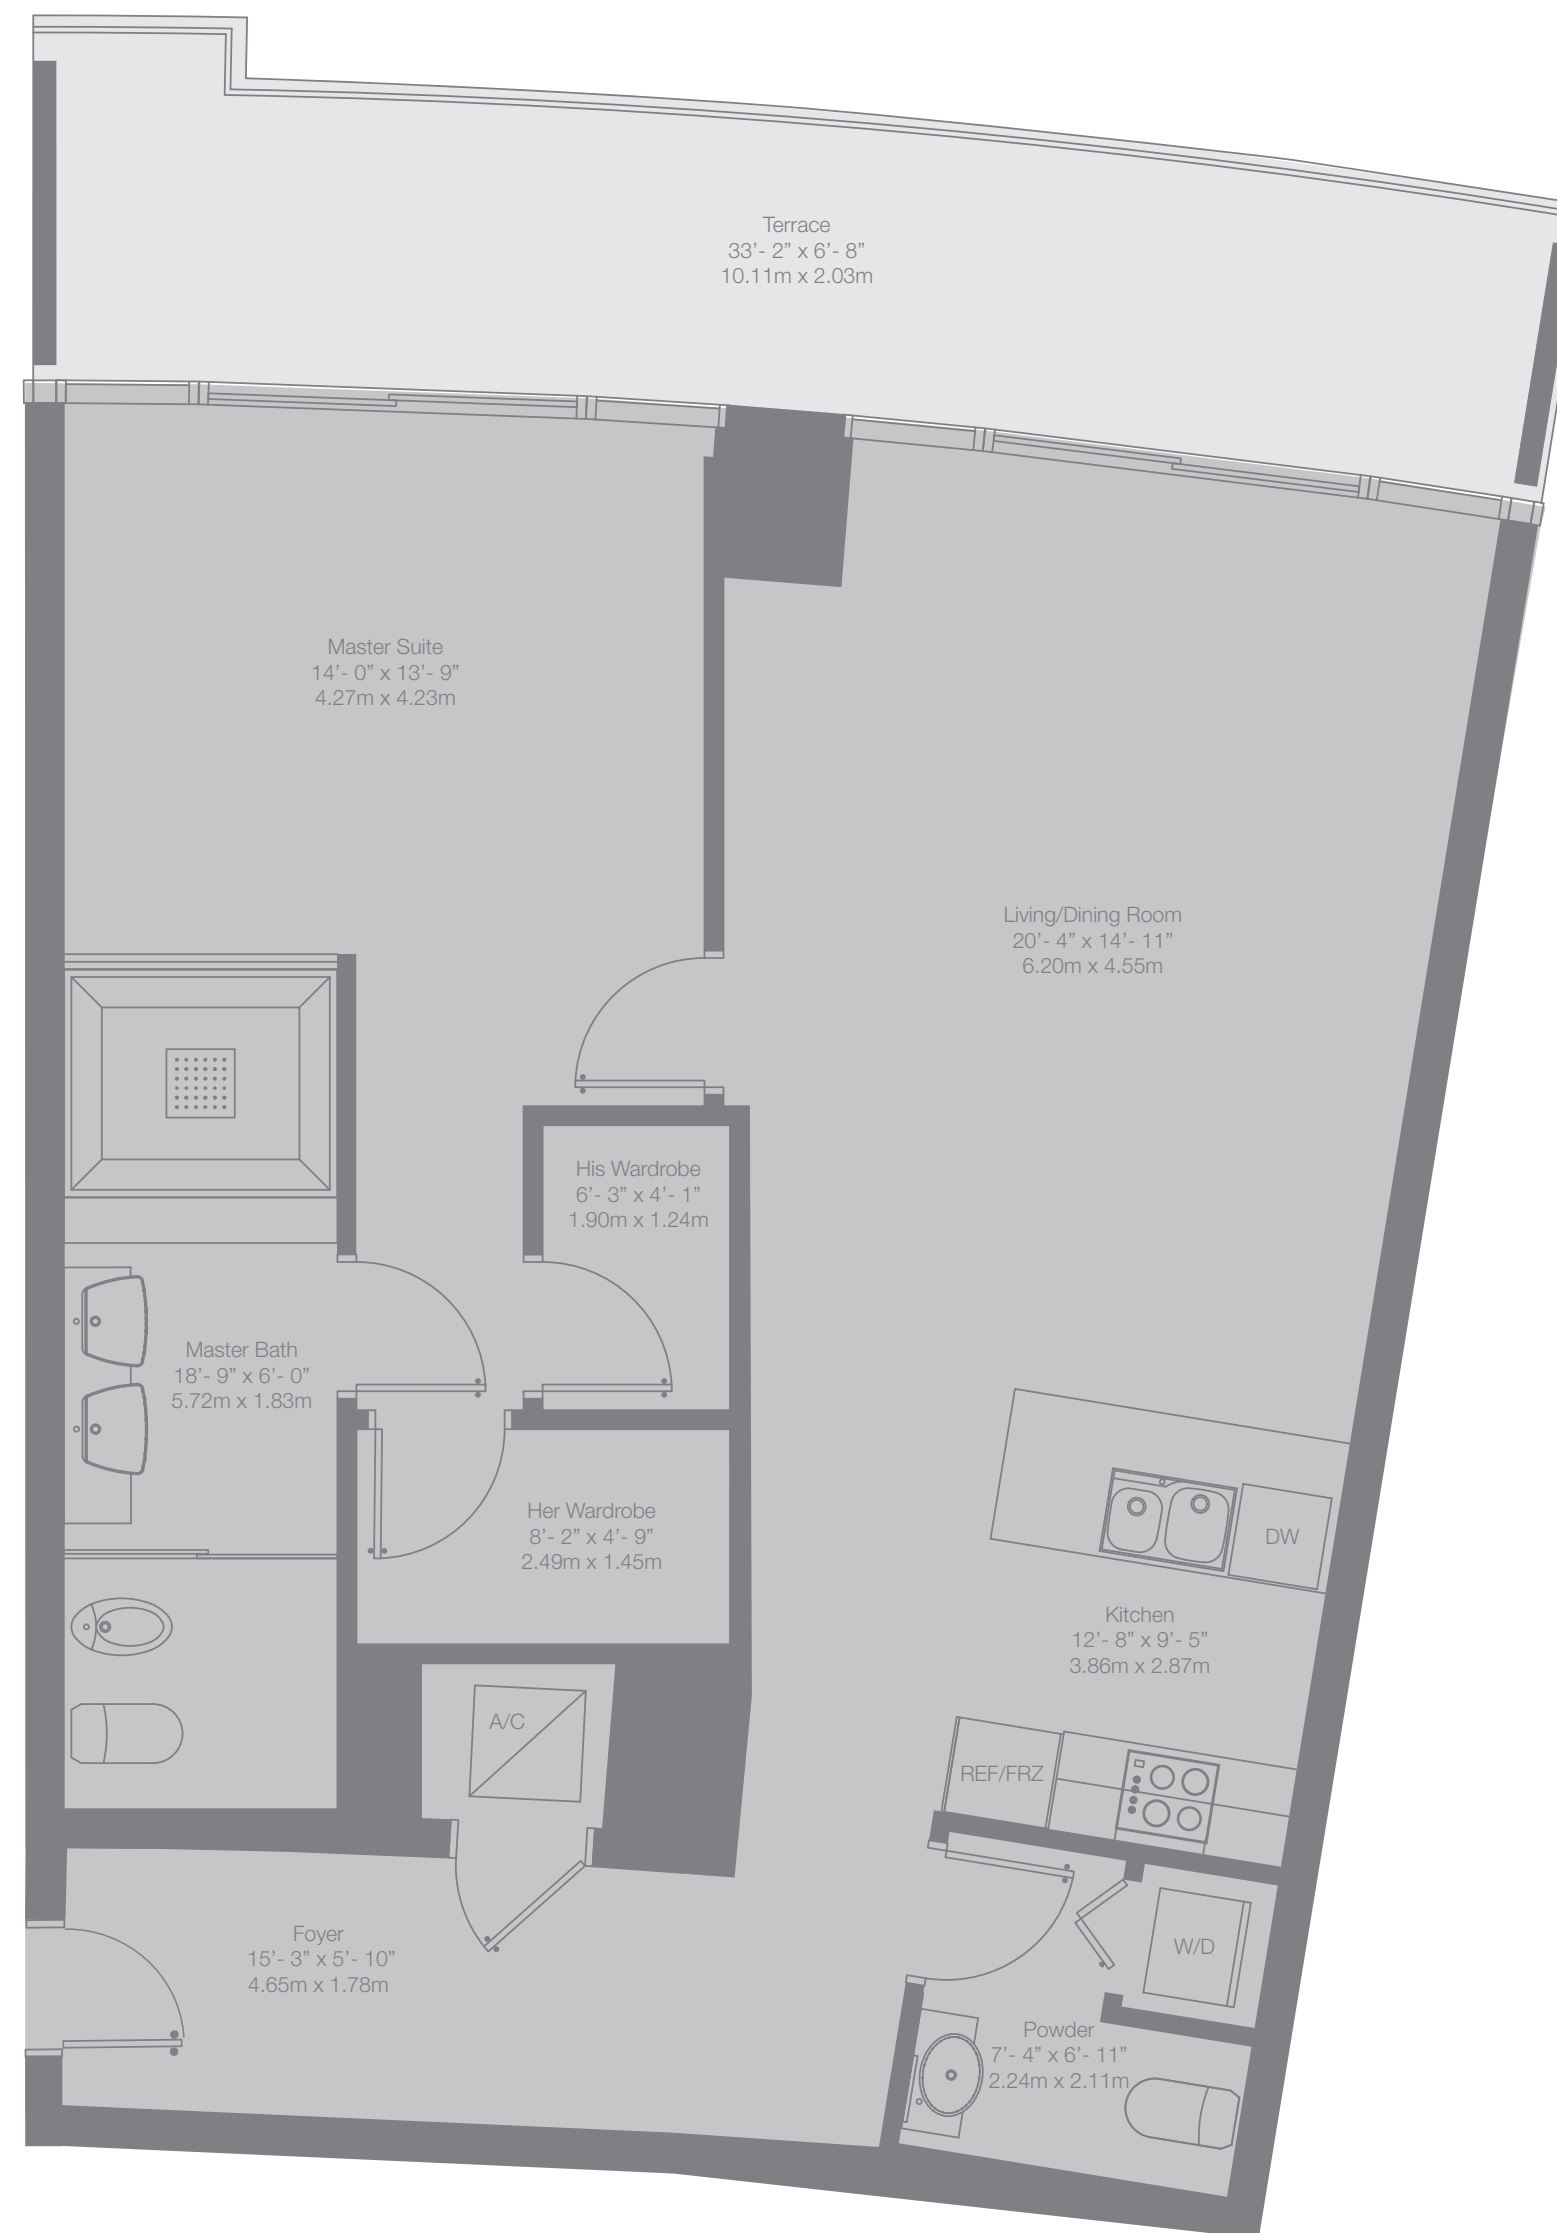 Terrace
33’- 2” x 6’- 8”
10.11m x 2.03m
Master Suite
14’- 0” x 13’- 9”
4.27m x 4.23m
Living/Dining Room
20’- 4” x 14’- 11”
6.20m x 4.55m
His Wardrobe
6’- 3” x 4’- 1”
1.90m x 1.24m
Master Bath
18’- 9” x 6’- 0”
5.72m x 1.83m
Her Wardrobe
8’- 2” x 4’- 9”
2.49m x 1.45m
DW
Kitchen
12’- 8” x 9’- 5”
3.86m x 2.87m
A/C
REF/FRZ
Foyer
15’- 3” x 5’- 10”
4.65m x 1.78m
W/D
Powder
7’- 4” x 6’- 11”
2.24m x 2.11m